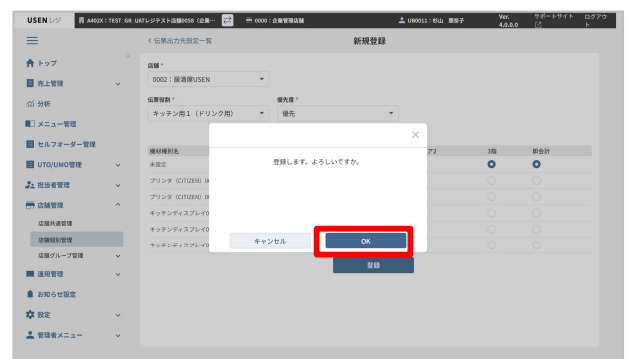 USEN レジ A402X：TEST_GR_UATレジテスト店舗0058（企業… 0000：企業管理店舗 UB0011：杉山 恵奈子 Ver. 4.0.0.0 サポートサイト ログアウト
＜ 伝票出力先設定一覧 新規登録
トップ
売上管理
分析
メニュー管理
セルフオーダー管理
UTO/UMO管理
担当者管理
店舗管理
店舗共通管理
店舗個別管理
店舗グループ管理
運用管理
お知らせ設定
設定
管理者メニュー
店舗 *
0002：居酒屋USEN
伝票役割 * 優先度 *
キッチン用1（ドリンク用） 優先
機材種別名 ア2 3階 即会計
未設定
プリンタ（CITIZEN）0
プリンタ（CITIZEN）0
キッチンディスプレイ0
キッチンディスプレイ0
キッチンディスプレイ0
登録します。よろしいですか。
キャンセル OK
登録